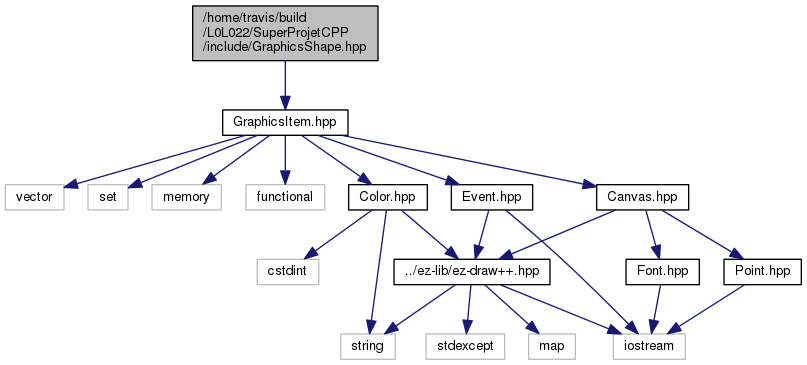 /home/travis/build
/L0L022/SuperProjetCPP
/include/GraphicsShape.hpp
GraphicsItem.hpp
vector
set
memory
functional
Color.hpp
Event.hpp
Canvas.hpp
cstdint
../ez-lib/ez-draw++.hpp
Font.hpp
Point.hpp
string
stdexcept
map
iostream